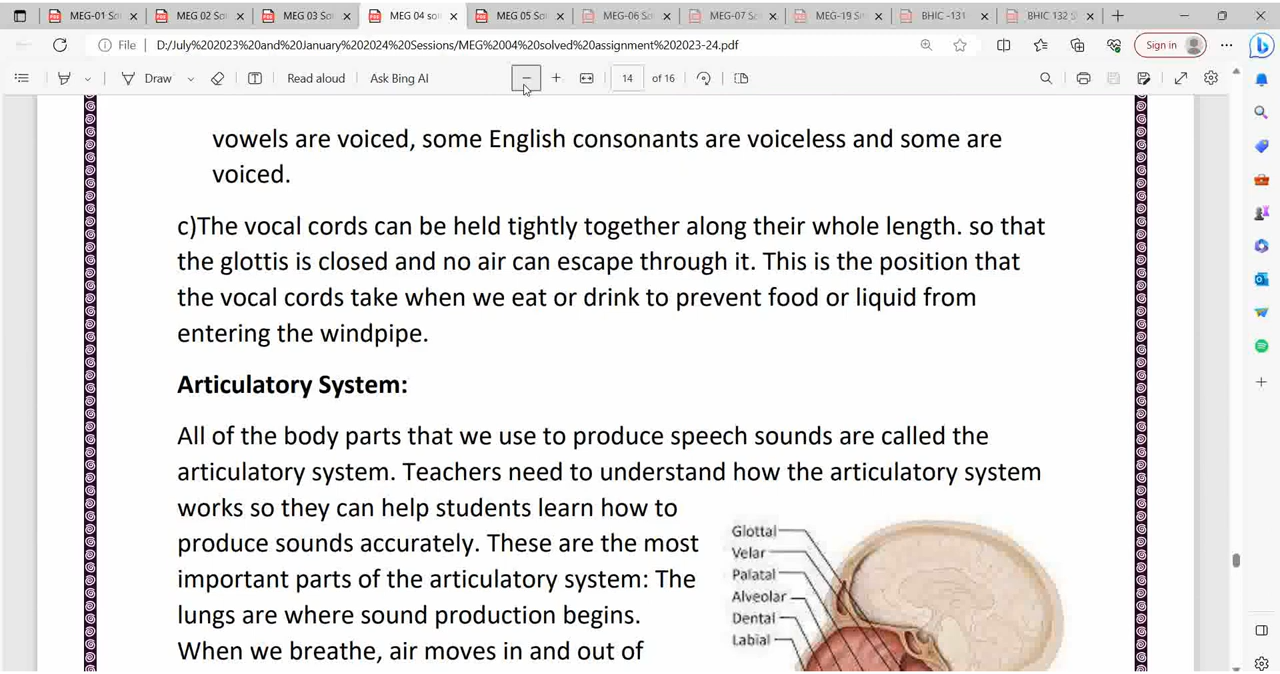 MEG-01 So
MEG 02 So
MEG 03 So
MEG 04 so
MEG 05 So
MEG-06 So
MEG-07 So
MEG-19 S
BHIC -131
BHIC 132 S
File
D:/July%202023%20and%20January%202024%20Sessions/MEG%2004%20solved%20assignment%202023-24.pdf
Sign in
Draw
Read aloud
Ask Bing AI
14 of 16
vowels are voiced, some English consonants are voiceless and some are
voiced.
c)The vocal cords can be held tightly together along their whole length. so that
the glottis is closed and no air can escape through it. This is the position that
the vocal cords take when we eat or drink to prevent food or liquid from
entering the windpipe.
Articulatory System:
All of the body parts that we use to produce speech sounds are called the
articulatory system. Teachers need to understand how the articulatory system
works so they can help students learn how to
produce sounds accurately. These are the most
important parts of the articulatory system: The
lungs are where sound production begins.
When we breathe, air moves in and out of
Glottal
Velar
Palatal
Alveolar
Dental
Labial